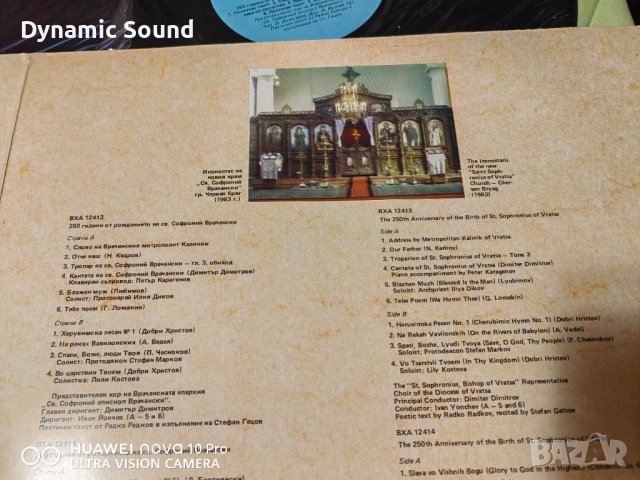 Dynamic Sound
Иконостас на
новия храм
"Св. Софроний
Врачански"
гр. Червен бряг
(1983 г.)
The Iconostasis
of the new
"Saint Soph-
ronius of Vratsa"
Church — Cher-
ven Bryag
(1983)
ВХА 12413
250 години от рождението на св. Софроний Врачански
Страна А
1. Слово на Врачанския митрополит Калиник
2. Отче наш (Н. Кедров)
3. Тропар на св. Софроний Врачански — гл. 3, обиход
4. Кантата на св. Софроний Врачански (Димитър Димитров)
Клавирен съпровод: Петър Карагенов
5. Блажен муж (Любимов)
Солист: Протоиерей Илия Диков
6. Тебе поем (Г. Ломакин)
Страна В
1. Херувимска песен № 1 (Добри Христов)
2. На реках Вавилонских (А. Ведел)
3. Спаси, Боже, люди Твоя (П. Чесноков)
Солист: Протодякон Стефан Марков
4. Во царствии Твоем (Добри Христов)
Солистка: Лили Костова
Представителен хор на Врачанската епархия
„Св. Софроний епископ Врачански".
Главен диригент: Димитър Димитров
Диригент: Иван Йончев (А — 5 и 6)
Поетичен текст от Радко Радков в изпълнение на Стефан Гецов
ВХА 12413
The 250th Anniversary of the Birth of St. Sophronius of Vratsa
Side A
1. Address by Metropolitan Kalinik of Vratsa
2. Our Father (N. Kedrov)
3. Troparion of St. Sophronius of Vratsa — Tone 3
4. Cantata of St. Sophronius of Vratsa (Dimiter Dimitrov)
Piano accompaniment by Peter Karagenov
5. Blazhen Mozh (Blessed Is the Man) (Lyubimov)
Soloist: Archpriest Iliya Dikov
6. Tebe Poem (We Hymn Thee) (G. Lomakin)
Side B
1. Heruvimska Pesen No. 1 (Cherubimic Hymn No. 1) (Dobri Hristov)
2. Na Rekah Vavilonskih (On the Rivers of Babylon) (A. Vedel)
3. Spasi, Bozhe, Lyudi Tvoya (Save, O God, Thy People) (P. Chesnokov)
Soloist: Protodeacon Stefan Markov
4. Vo Tsarstvii Tvoem (In Thy Kingdom) (Dobri Hristov)
Soloist: Lily Kostova
The "St. Sophronius, Bishop of Vratsa" Representative
Choir of the Diocese of Vratsa
Principal Conductor: Dimiter Dimitrov
Conductor: Ivan Yonchev (A — 5 and 6)
Poetic text by Radko Radkov, recited by Stefan Getsov
ВХА 12414
The 250th Anniversary of the Birth of St. Sophronius of
Side A
1. Slava vo Vishnih Bogu (Glory to God in the Highest)
HUAWEI nova 10 Pro
ULTRA VISION CAMERA
BAZAR